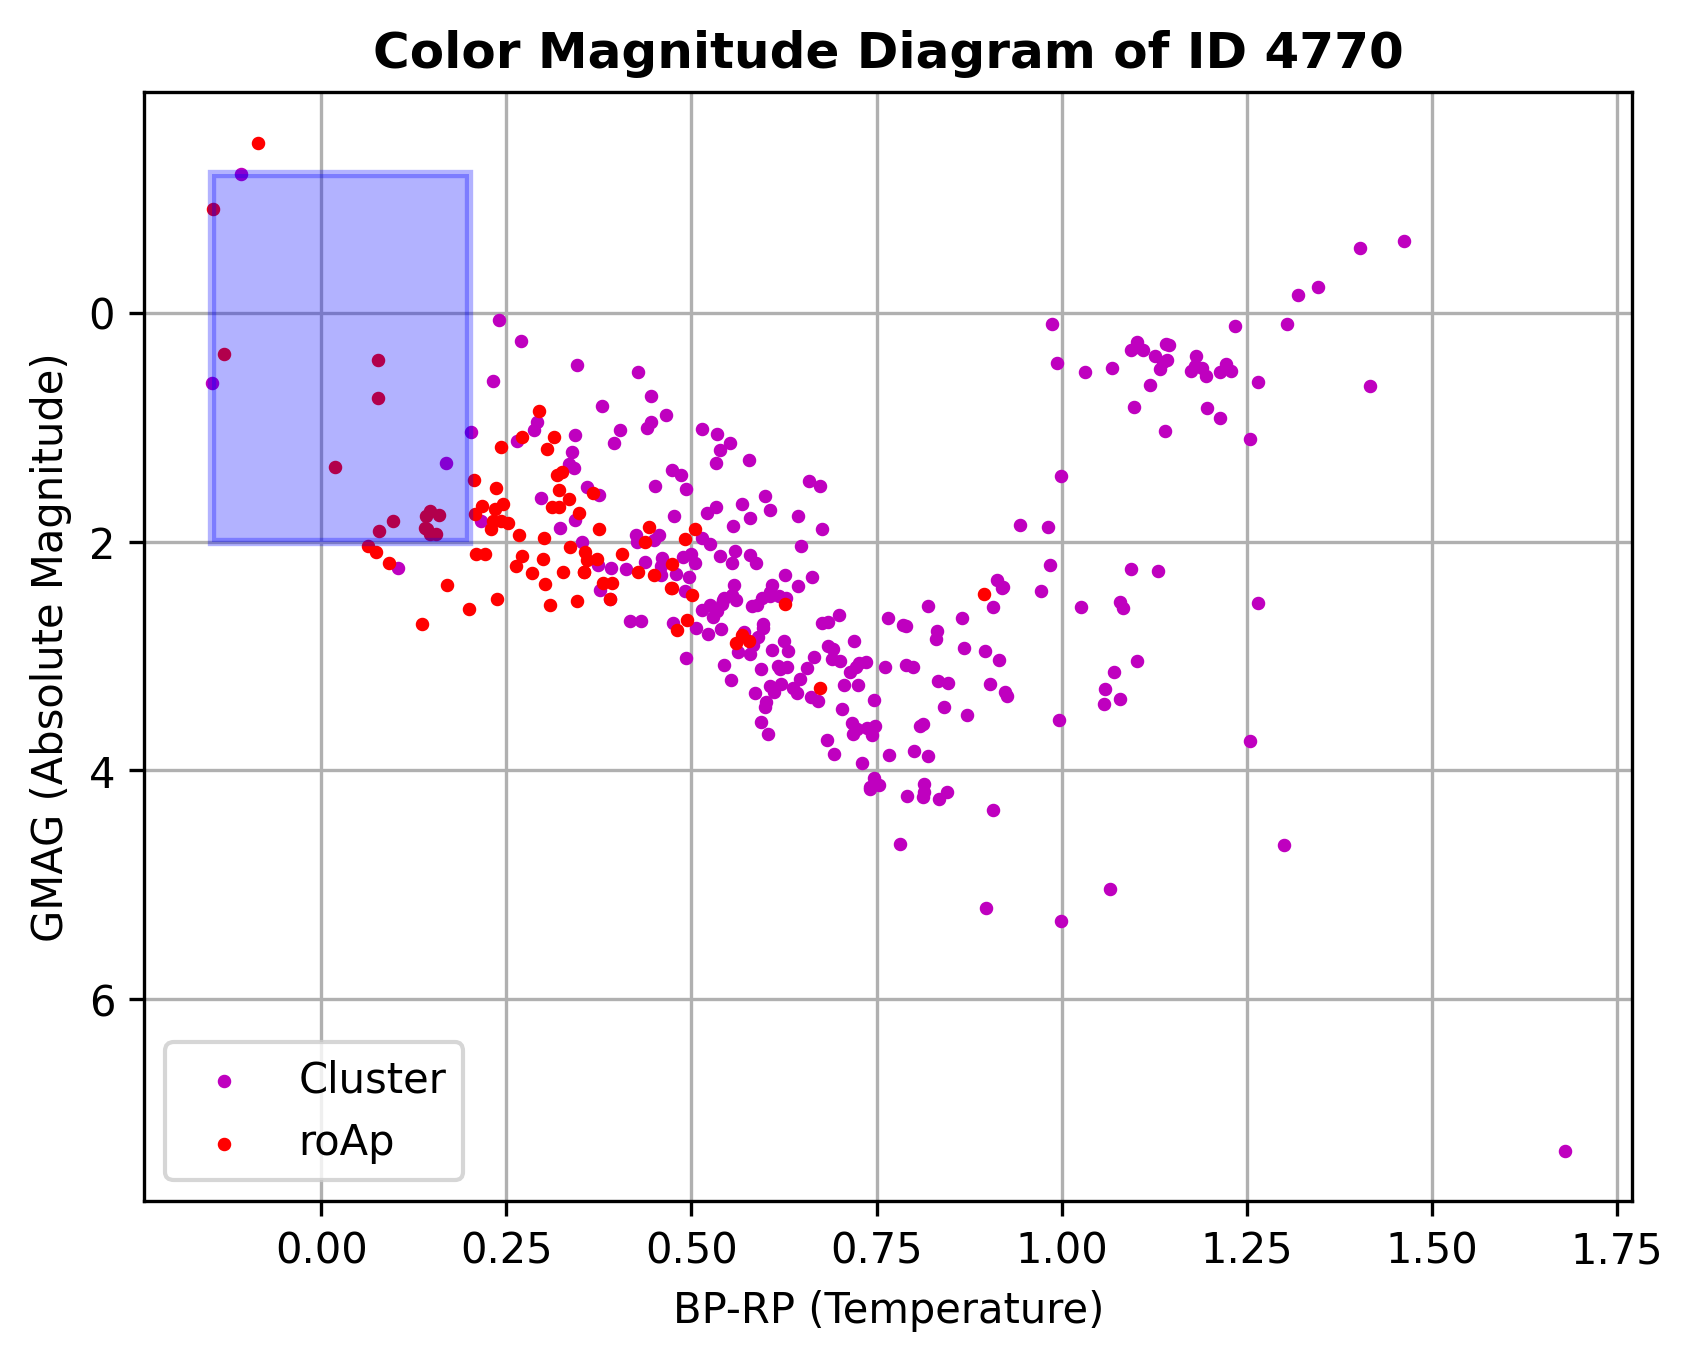 Color Magnitude Diagram of ID 4770
GMAG (Absolute Magnitude)
0
2
4
6
Cluster
roAp
0.00 0.25 0.50 0.75 1.00 1.25 1.50 1.75
BP-RP (Temperature)